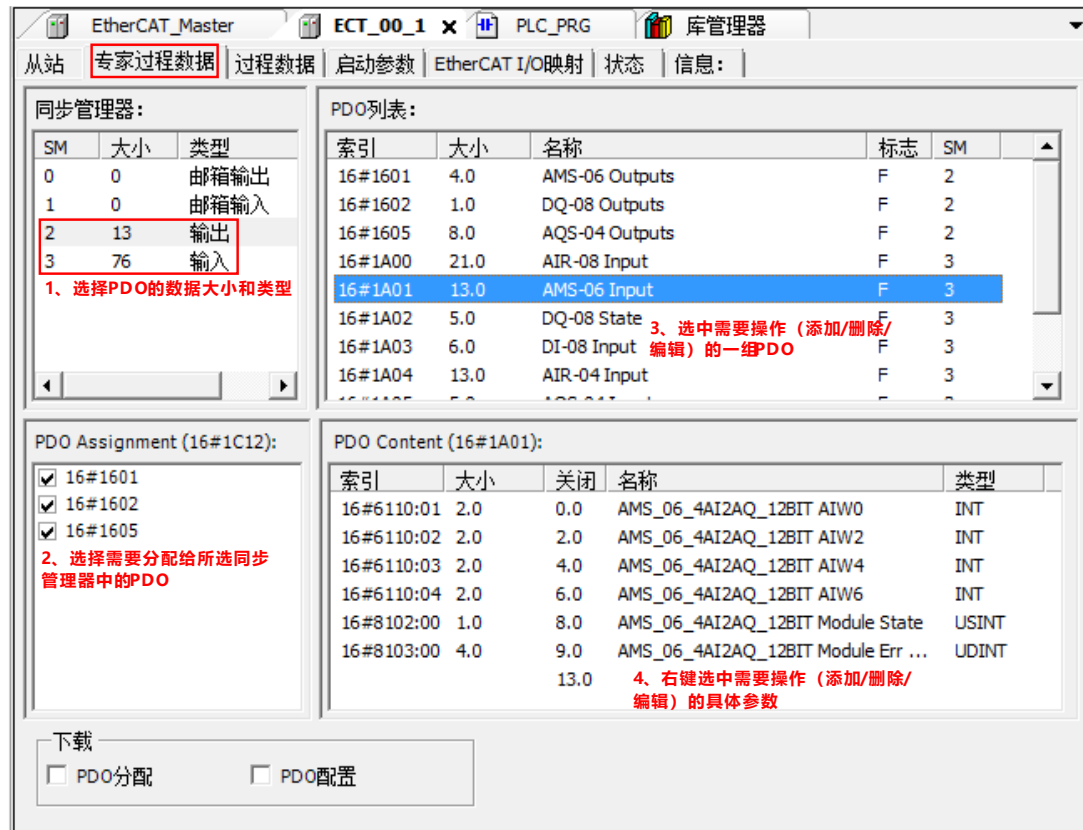 EtherCAT_Master ECT_00_1 PLC_PRG 库管理器
从站 专家过程数据 过程数据 启动参数 EtherCAT I/O映射 状态 信息:
同步管理器:
SM 大小 类型
0 0 邮箱输出
1 0 邮箱输入
2 13 输出
3 76 输入
1、选择PDO的数据大小和类型
PDO列表:
索引 大小 名称 标志 SM
16#1601 4.0 AMS-06 Outputs F 2
16#1602 1.0 DQ-08 Outputs F 2
16#1605 8.0 AQS-04 Outputs F 2
16#1A00 21.0 AIR-08 Input F 3
16#1A01 13.0 AMS-06 Input F 3
16#1A02 5.0 DQ-08 State F 3
16#1A03 6.0 DI-08 Input F 3
16#1A04 13.0 AIR-04 Input F 3
3、选中需要操作（添加/删除/
编辑）的一组PDO
PDO Assignment (16#1C12):
16#1601
16#1602
16#1605
2、选择需要分配给所选同步
管理器中的PDO
PDO Content (16#1A01):
索引 大小 关闭 名称 类型
16#6110:01 2.0 0.0 AMS_06_4AI2AQ_12BIT AIW0 INT
16#6110:02 2.0 2.0 AMS_06_4AI2AQ_12BIT AIW2 INT
16#6110:03 2.0 4.0 AMS_06_4AI2AQ_12BIT AIW4 INT
16#6110:04 2.0 6.0 AMS_06_4AI2AQ_12BIT AIW6 INT
16#8102:00 1.0 8.0 AMS_06_4AI2AQ_12BIT Module State USINT
16#8103:00 4.0 9.0 AMS_06_4AI2AQ_12BIT Module Err ... UDINT
13.0
4、右键选中需要操作（添加/删除/
编辑）的具体参数
下载
PDO分配 PDO配置